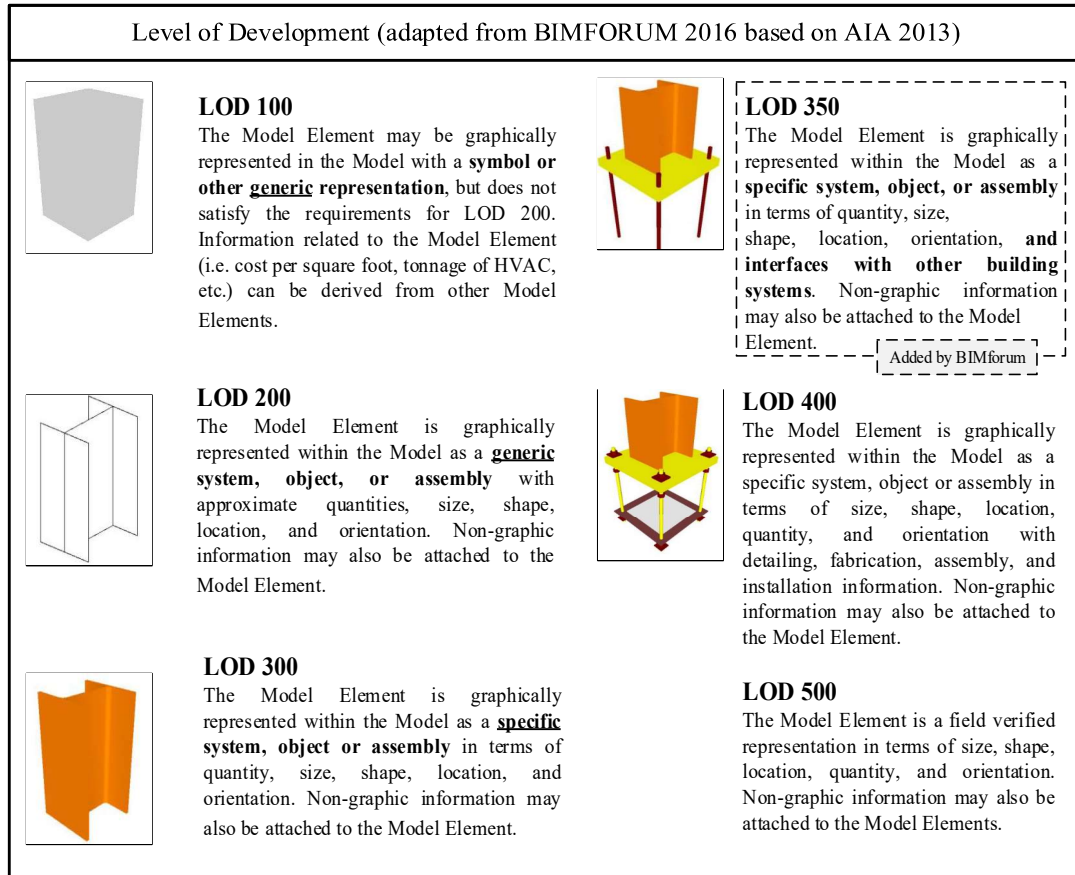 Level of Development (adapted from BIMFORUM 2016 based on AIA 2013)
LOD 100
The Model Element may be graphically
represented in the Model with a symbol or
other generic representation, but does not
satisfy the requirements for LOD 200.
Information related to the Model Element
(i.e. cost per square foot, tonnage of HVAC,
etc.) can be derived from other Model
Elements.
LOD 200
The Model Element is graphically
represented within the Model as a generic
system, object, or assembly with
approximate quantities, size, shape,
location, and orientation. Non-graphic
information may also be attached to the
Model Element.
LOD 300
The Model Element is graphically
represented within the Model as a specific
system, object or assembly in terms of
quantity, size, shape, location, and
orientation. Non-graphic information may
also be attached to the Model Element.
LOD 350
The Model Element is graphically
represented within the Model as a
specific system, object, or assembly
in terms of quantity, size,
shape, location, orientation, and
interfaces with other building
systems. Non-graphic information
may also be attached to the Model
Element.
Added by BIMforum
LOD 400
The Model Element is graphically
represented within the Model as a
specific system, object or assembly in
terms of size, shape, location,
quantity, and orientation with
detailing, fabrication, assembly, and
installation information. Non-graphic
information may also be attached to
the Model Element.
LOD 500
The Model Element is a field verified
representation in terms of size, shape,
location, quantity, and orientation.
Non-graphic information may also be
attached to the Model Elements.